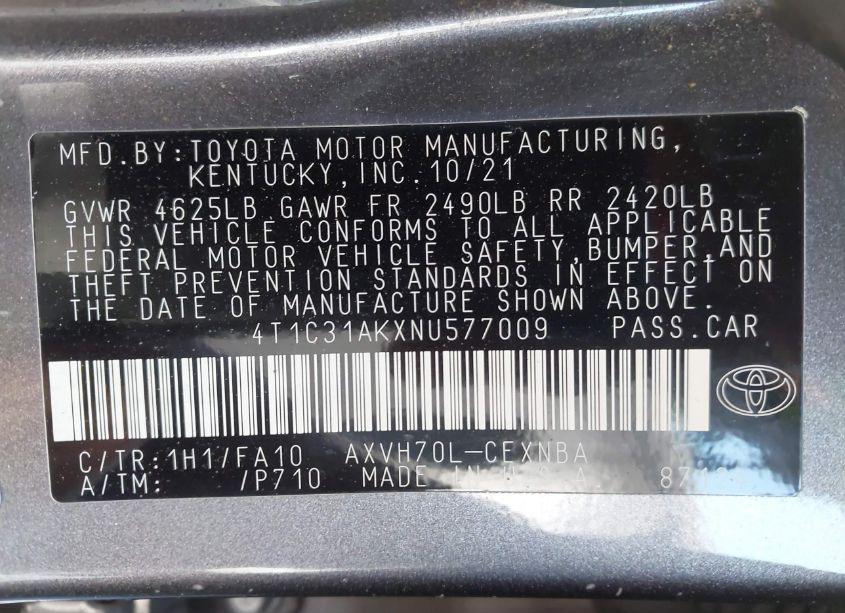 MFD.BY:TOYOTA MOTOR MANUFACTURING,
KENTUCKY,INC.10/21
GVWR 4625LB GAWR FR 2490LB RR 2420LB
THIS VEHICLE CONFORMS TO ALL APPLICABLE
FEDERAL MOTOR VEHICLE SAFETY,BUMPER,AND
THEFT PREVENTION STANDARDS IN EFFECT ON
THE DATE OF MANUFACTURE SHOWN ABOVE.
4T1C31AKXNU577009 PASS.CAR
C/TR:1H1/FA10 AXVH70L-CEXNBA
A/TM: /P710 MADE IN U.S.A.